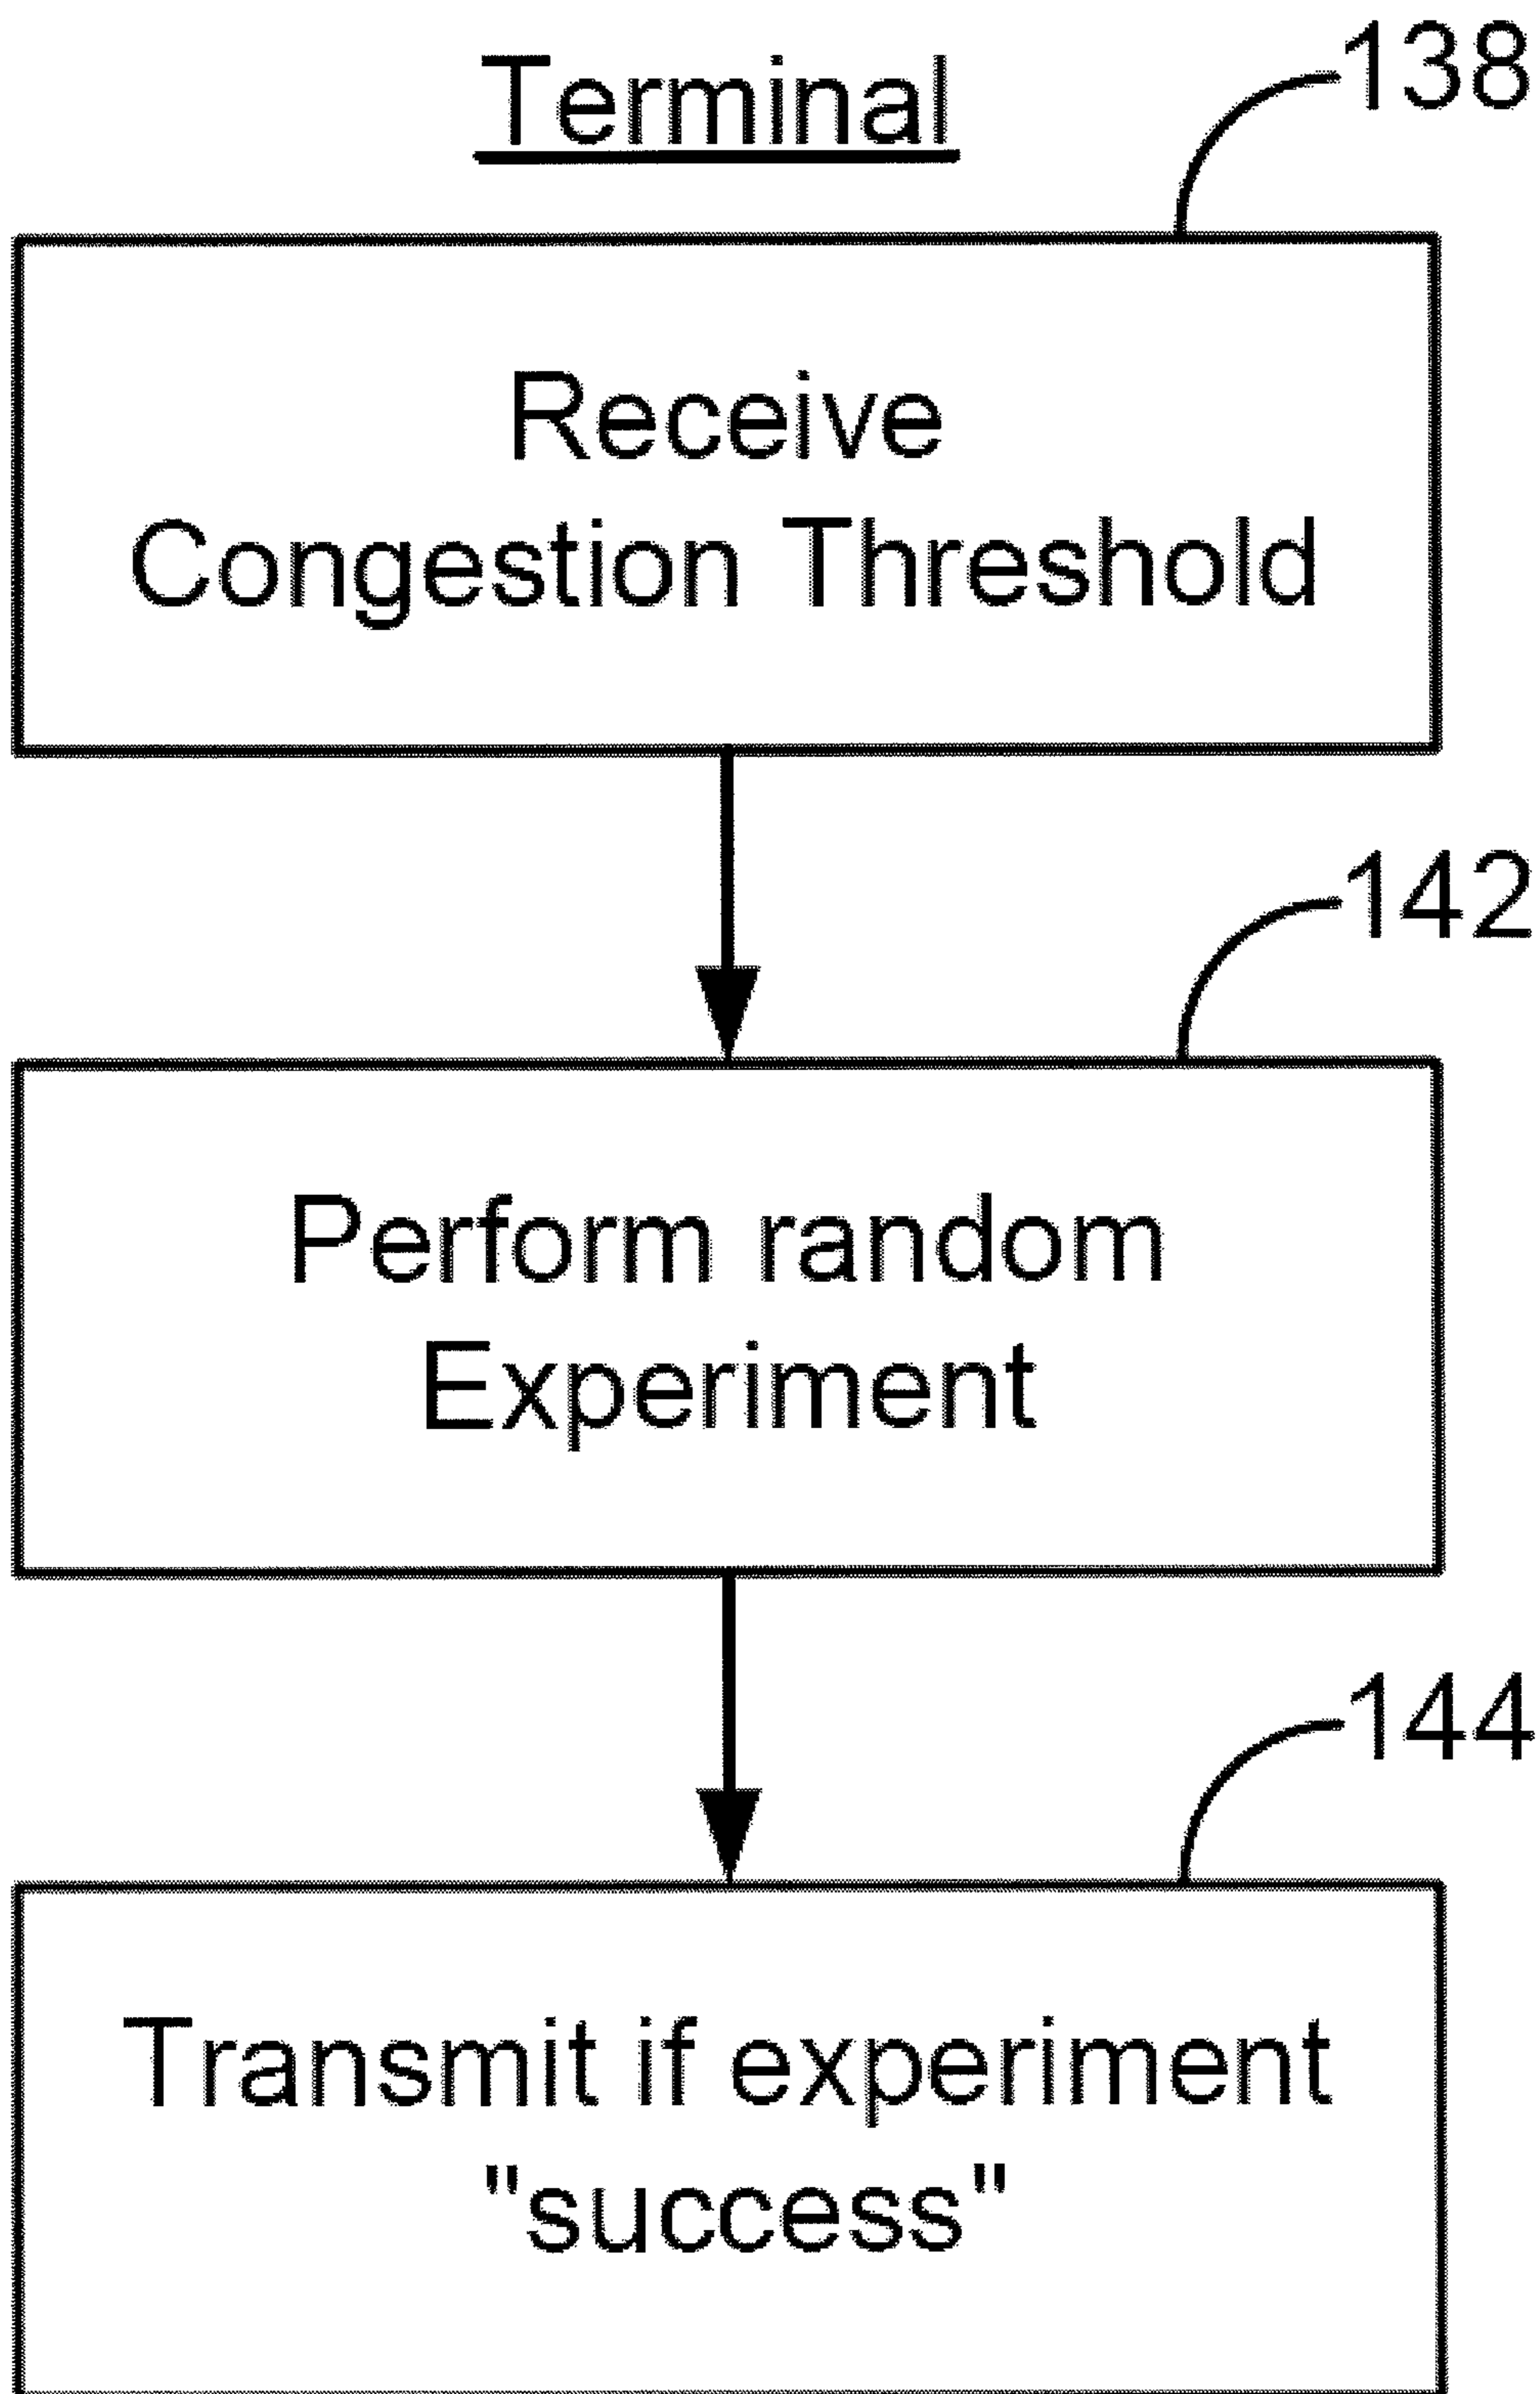 Terminal
138
Receive
Congestion Threshold
142
Perform random
Experiment
144
Transmit if experiment
"success"